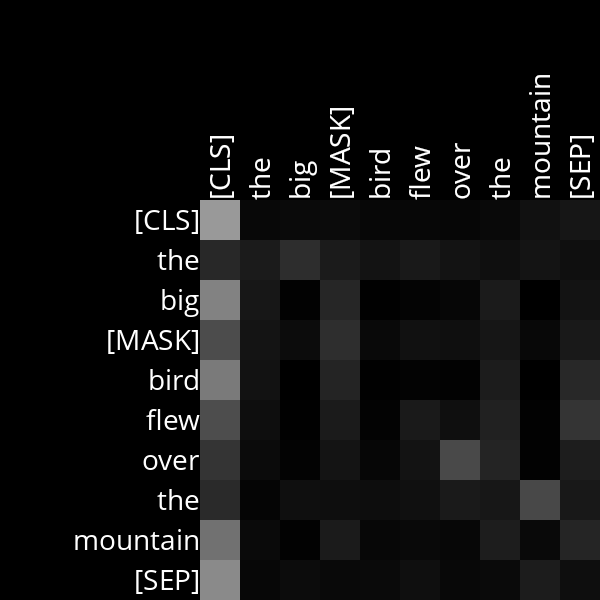 [CLS]
the
big
[MASK]
bird
flew
over
the
mountain
[SEP]
[CLS]
the
big
[MASK]
bird
flew
over
the
mountain
[SEP]